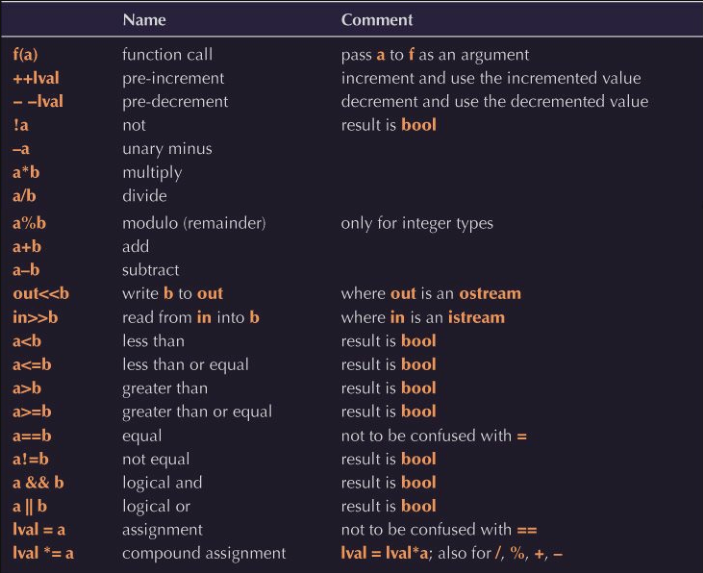 Name Comment
f(a) function call pass a to f as an argument
++lval pre-increment increment and use the incremented value
– –lval pre-decrement decrement and use the decremented value
!a not result is bool
–a unary minus
a*b multiply
a/b divide
a%b modulo (remainder) only for integer types
a+b add
a–b subtract
out<<b write b to out where out is an ostream
in>>b read from in into b where in is an istream
a<b less than result is bool
a<=b less than or equal result is bool
a>b greater than result is bool
a>=b greater than or equal result is bool
a==b equal not to be confused with =
a!=b not equal result is bool
a && b logical and result is bool
a || b logical or result is bool
lval = a assignment not to be confused with ==
lval *= a compound assignment lval = lval*a; also for /, %, +, –